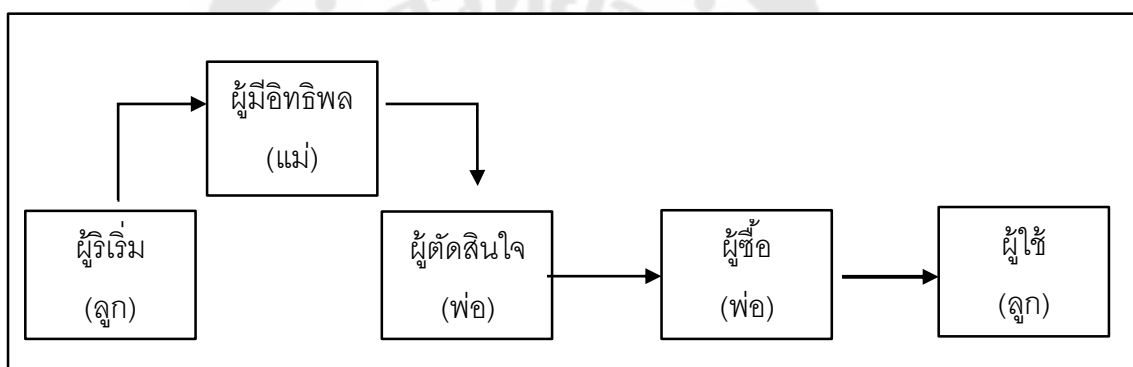 ผู้มีอิทธิพล
(แม่)
ผู้ริเริ่ม
(ลูก)
ผู้ตัดสินใจ
(พ่อ)
ผู้ซื้อ
(พ่อ)
ผู้ใช้
(ลูก)